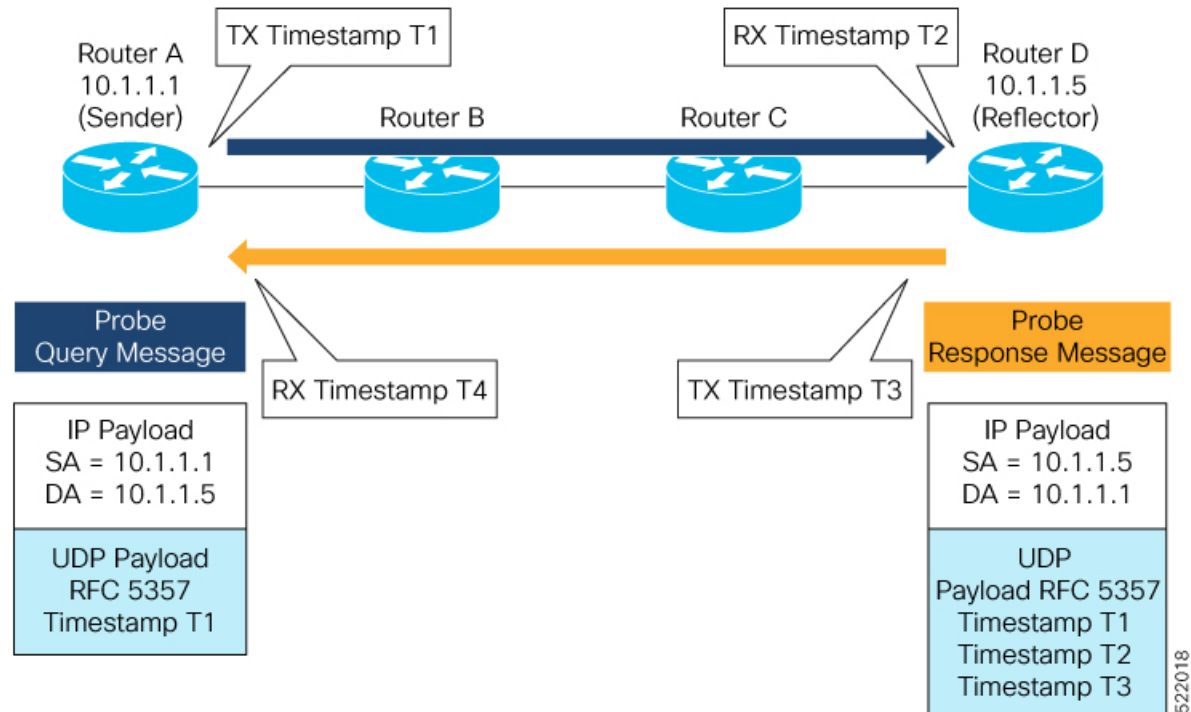 TX Timestamp T1
RX Timestamp T2
Router A
10.1.1.1
(Sender)
Router B
Router C
Router D
10.1.1.5
(Reflector)
Probe
Query Message
RX Timestamp T4
TX Timestamp T3
Probe
Response Message
IP Payload
SA = 10.1.1.1
DA = 10.1.1.5
UDP Payload
RFC 5357
Timestamp T1
IP Payload
SA = 10.1.1.5
DA = 10.1.1.1
UDP
Payload RFC 5357
Timestamp T1
Timestamp T2
Timestamp T3
522018